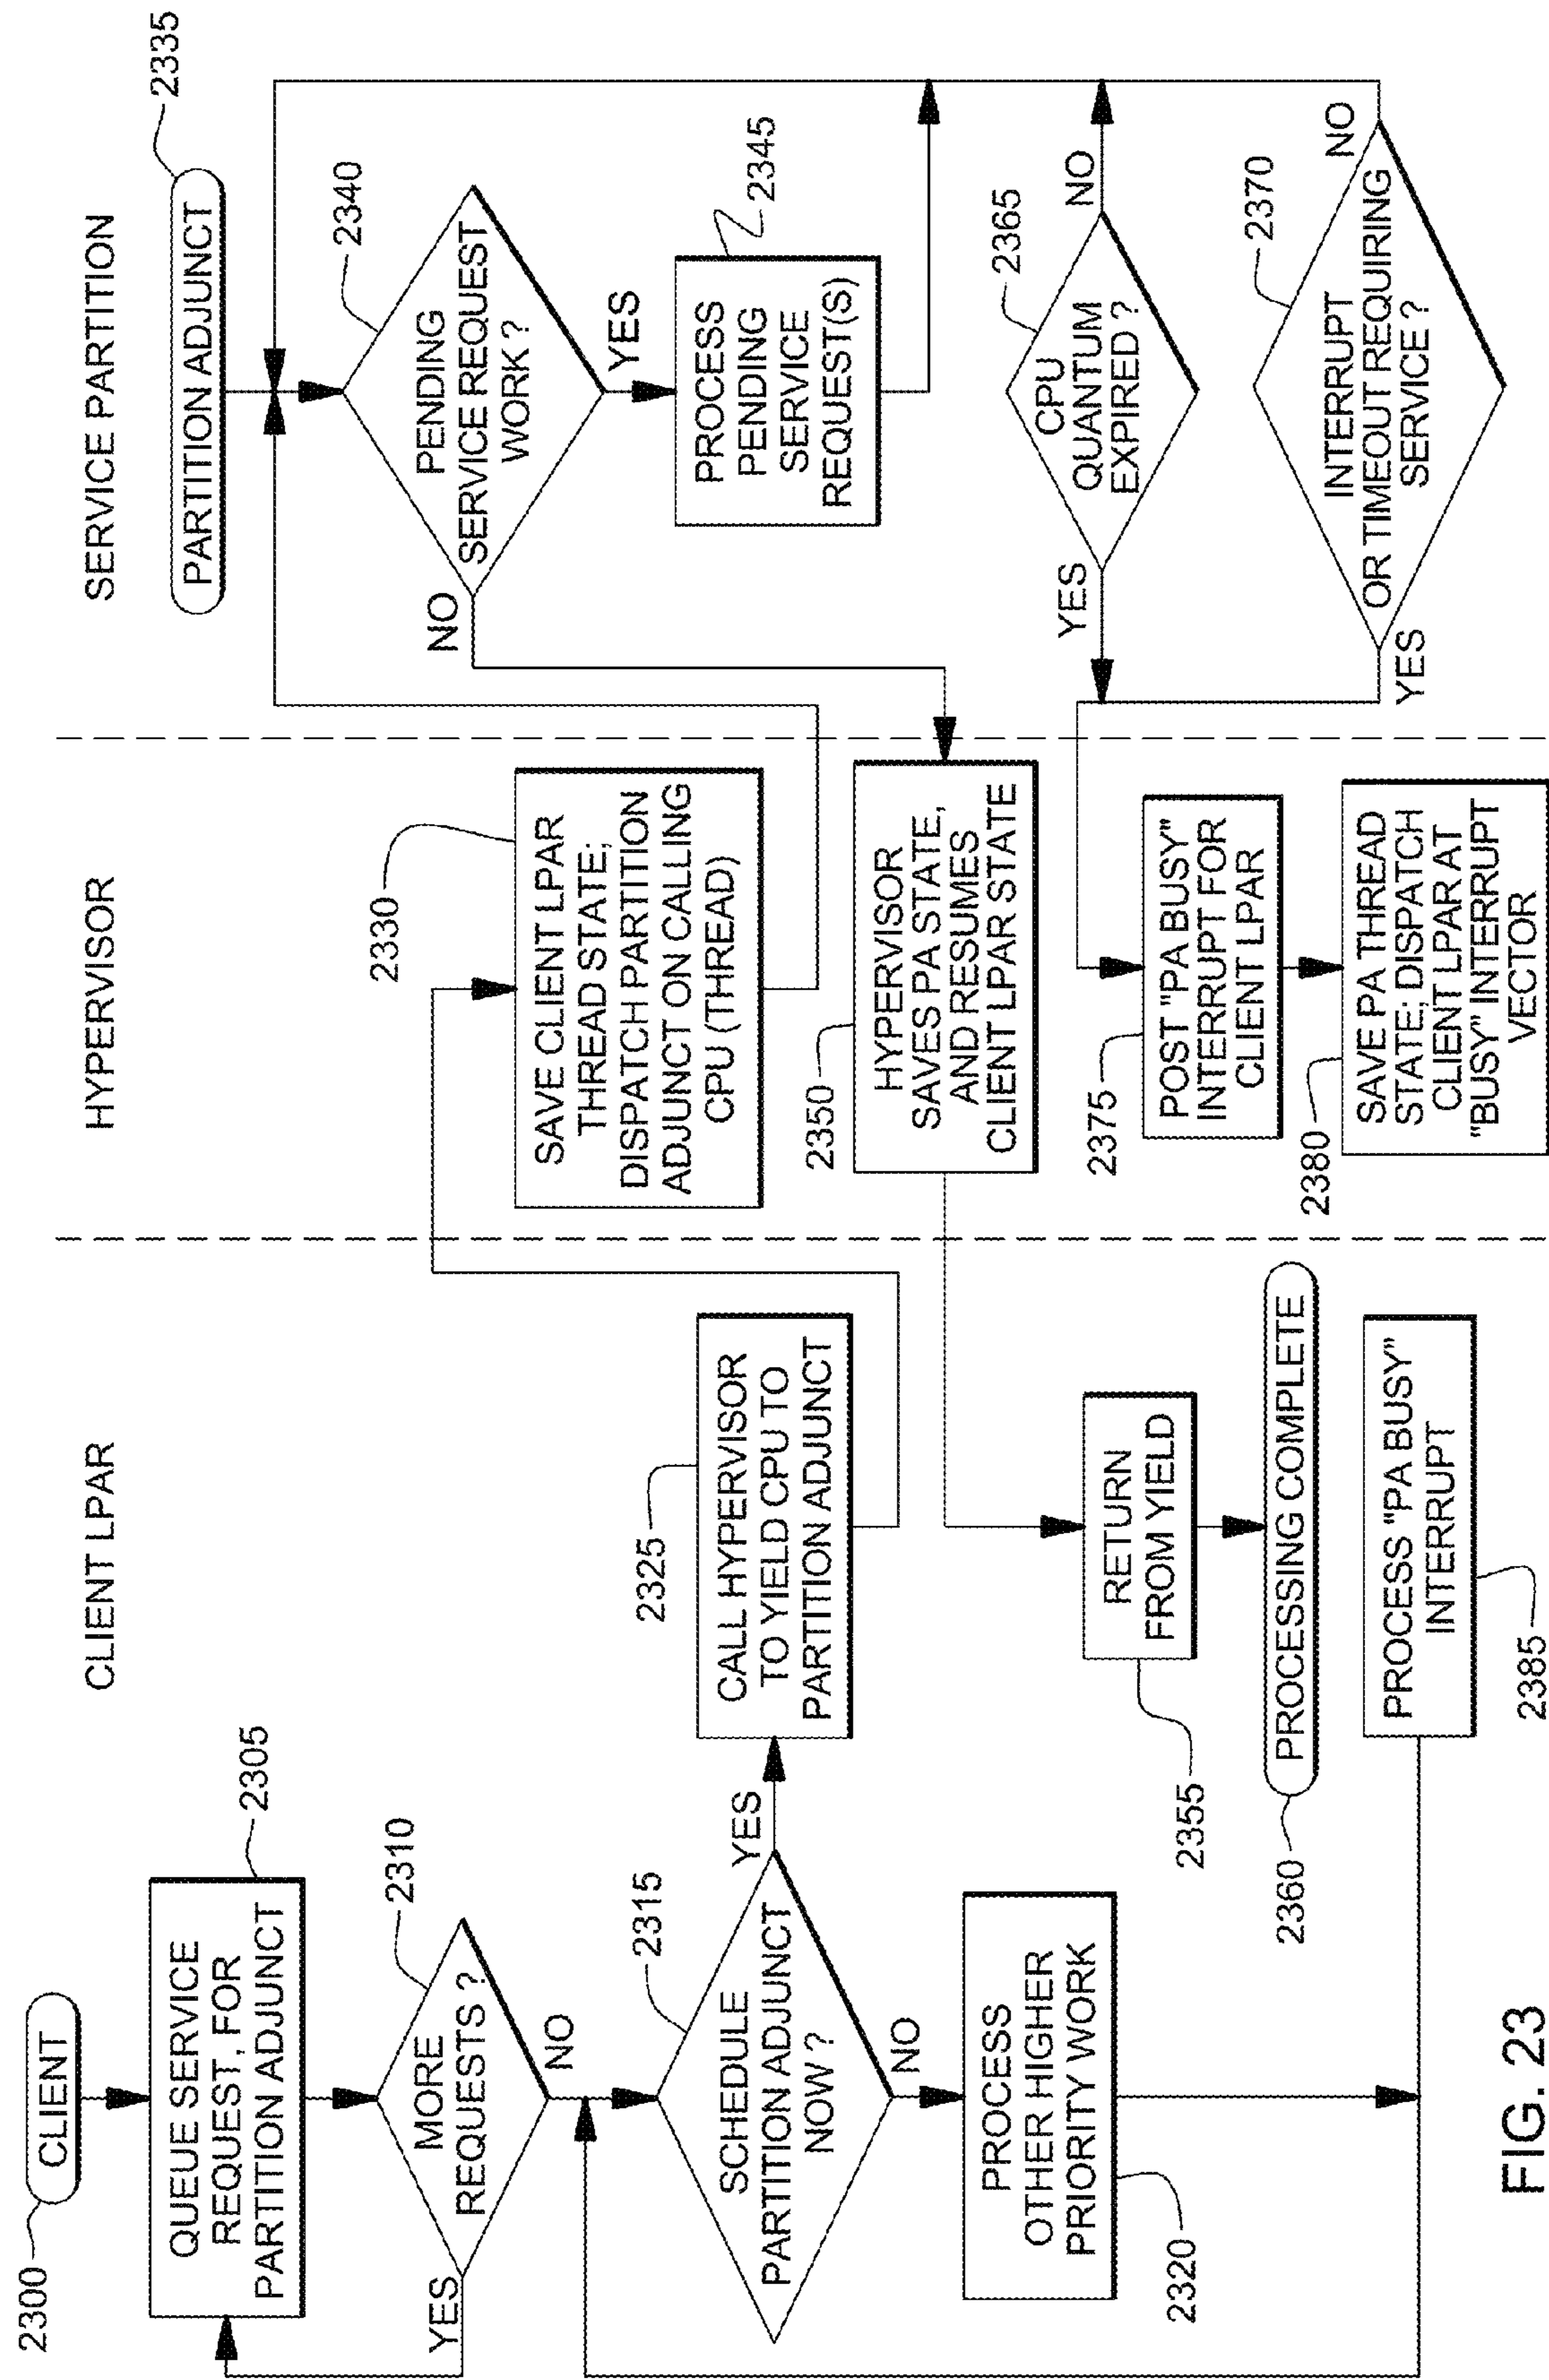 CLIENT LPAR
HYPERVISOR
SERVICE PARTITION
2300
CLIENT
QUEUE SERVICE
REQUEST, FOR
PARTITION ADJUNCT
2305
MORE
REQUESTS ?
2310
YES
NO
SCHEDULE
PARTITION ADJUNCT
NOW ?
2315
YES
NO
PROCESS
OTHER HIGHER
PRIORITY WORK
2320
CALL HYPERVISOR
TO YIELD CPU TO
PARTITION ADJUNCT
2325
RETURN
FROM YIELD
2355
PROCESSING COMPLETE
2360
PROCESS "PA BUSY"
INTERRUPT
2385
SAVE CLIENT LPAR
THREAD STATE;
DISPATCH PARTITION
ADJUNCT ON CALLING
CPU (THREAD)
2330
HYPERVISOR
SAVES PA STATE,
AND RESUMES
CLIENT LPAR STATE
2350
POST "PA BUSY"
INTERRUPT FOR
CLIENT LPAR
2375
SAVE PA THREAD
STATE; DISPATCH
CLIENT LPAR AT
"BUSY" INTERRUPT
VECTOR
2380
PARTITION ADJUNCT
2335
PENDING
SERVICE REQUEST
WORK ?
2340
NO
YES
PROCESS
PENDING
SERVICE
REQUEST(S)
2345
CPU
QUANTUM
EXPIRED ?
2365
YES
NO
INTERRUPT
OR TIMEOUT REQUIRING
SERVICE ?
2370
YES
NO
FIG. 23